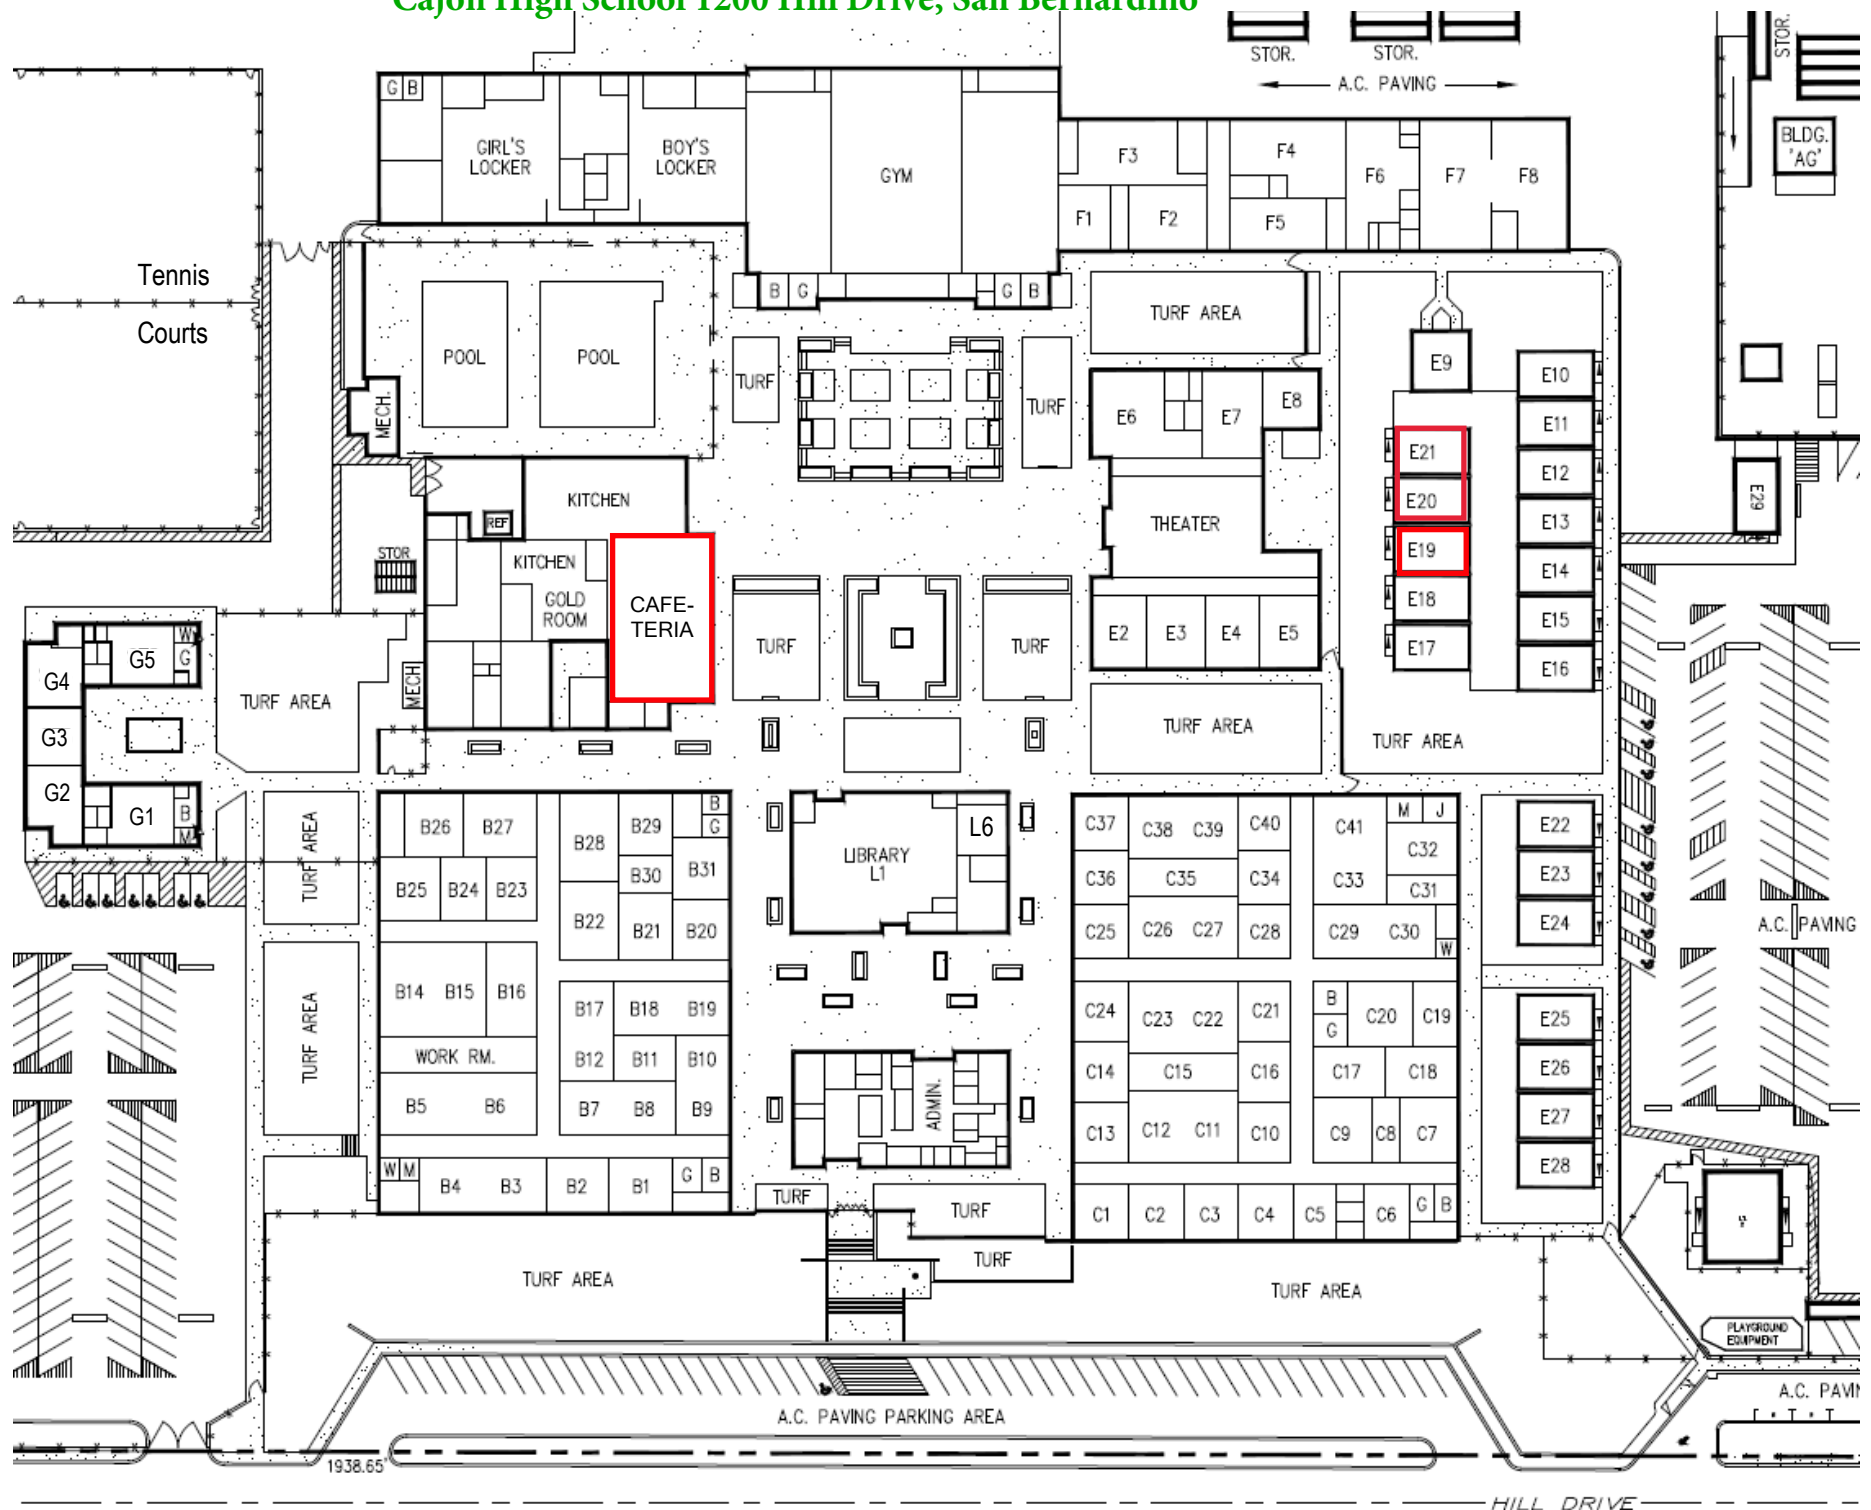 Cajon High School 1200 Hill Drive, San Bernardino
STOR.
STOR.
STOR.
A.C. PAVING
BLDG.
'AG'
G B
GIRL'S
LOCKER
BOY'S
LOCKER
GYM
F3
F4
F6
F7
F8
F1
F2
F5
Tennis
Courts
B G
G B
TURF AREA
POOL
POOL
TURF
TURF
MECH.
E6
E7
E8
E9
E10
E11
E12
E13
E14
E15
E16
E21
E20
E19
E18
E17
E29
KITCHEN
REF
KITCHEN
STOR
GOLD
ROOM
CAFE-
TERIA
THEATER
E2
E3
E4
E5
TURF
TURF
G5
W
G
G4
G3
G2
G1
B
M
TURF AREA
MECH
TURF AREA
TURF AREA
TURF AREA
TURF AREA
B26
B27
B28
B29
B
G
B25
B24
B23
B30
B31
B22
B21
B20
B14
B15
B16
B17
B18
B19
WORK RM.
B12
B11
B10
B5
B6
B7
B8
B9
W M
B4
B3
B2
B1
G B
LIBRARY
L1
L6
ADMIN.
C37
C38
C39
C40
C41
M
J
C32
C36
C35
C34
C33
C31
C25
C26
C27
C28
C29
C30
W
C24
C23
C22
C21
B
G
C20
C19
C14
C15
C16
C17
C18
C13
C12
C11
C10
C9
C8
C7
C1
C2
C3
C4
C5
C6
G B
E22
E23
E24
E25
E26
E27
E28
A.C. PAVING
TURF
TURF
TURF
TURF AREA
TURF AREA
PLAYGROUND
EQUIPMENT
A.C. PAVIN
A.C. PAVING PARKING AREA
1938.65'
HILL DRIVE